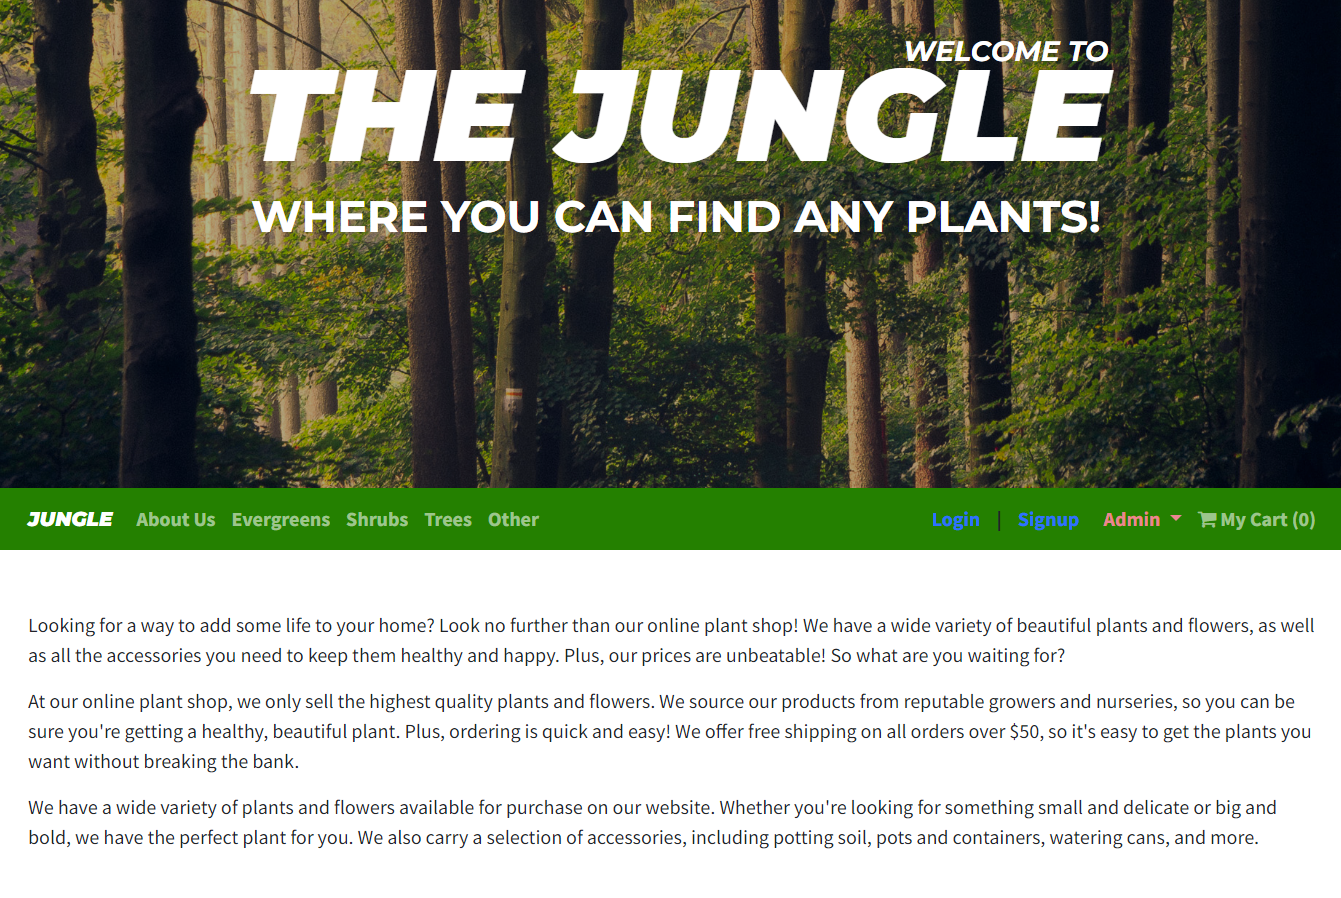 WELCOME TO
THE JUNGLE
WHERE YOU CAN FIND ANY PLANTS!
JUNGLE About Us Evergreens Shrubs Trees Other Login | Signup Admin My Cart (0)
Looking for a way to add some life to your home? Look no further than our online plant shop! We have a wide variety of beautiful plants and flowers, as well
as all the accessories you need to keep them healthy and happy. Plus, our prices are unbeatable! So what are you waiting for?
At our online plant shop, we only sell the highest quality plants and flowers. We source our products from reputable growers and nurseries, so you can be
sure you're getting a healthy, beautiful plant. Plus, ordering is quick and easy! We offer free shipping on all orders over $50, so it's easy to get the plants you
want without breaking the bank.
We have a wide variety of plants and flowers available for purchase on our website. Whether you're looking for something small and delicate or big and
bold, we have the perfect plant for you. We also carry a selection of accessories, including potting soil, pots and containers, watering cans, and more.